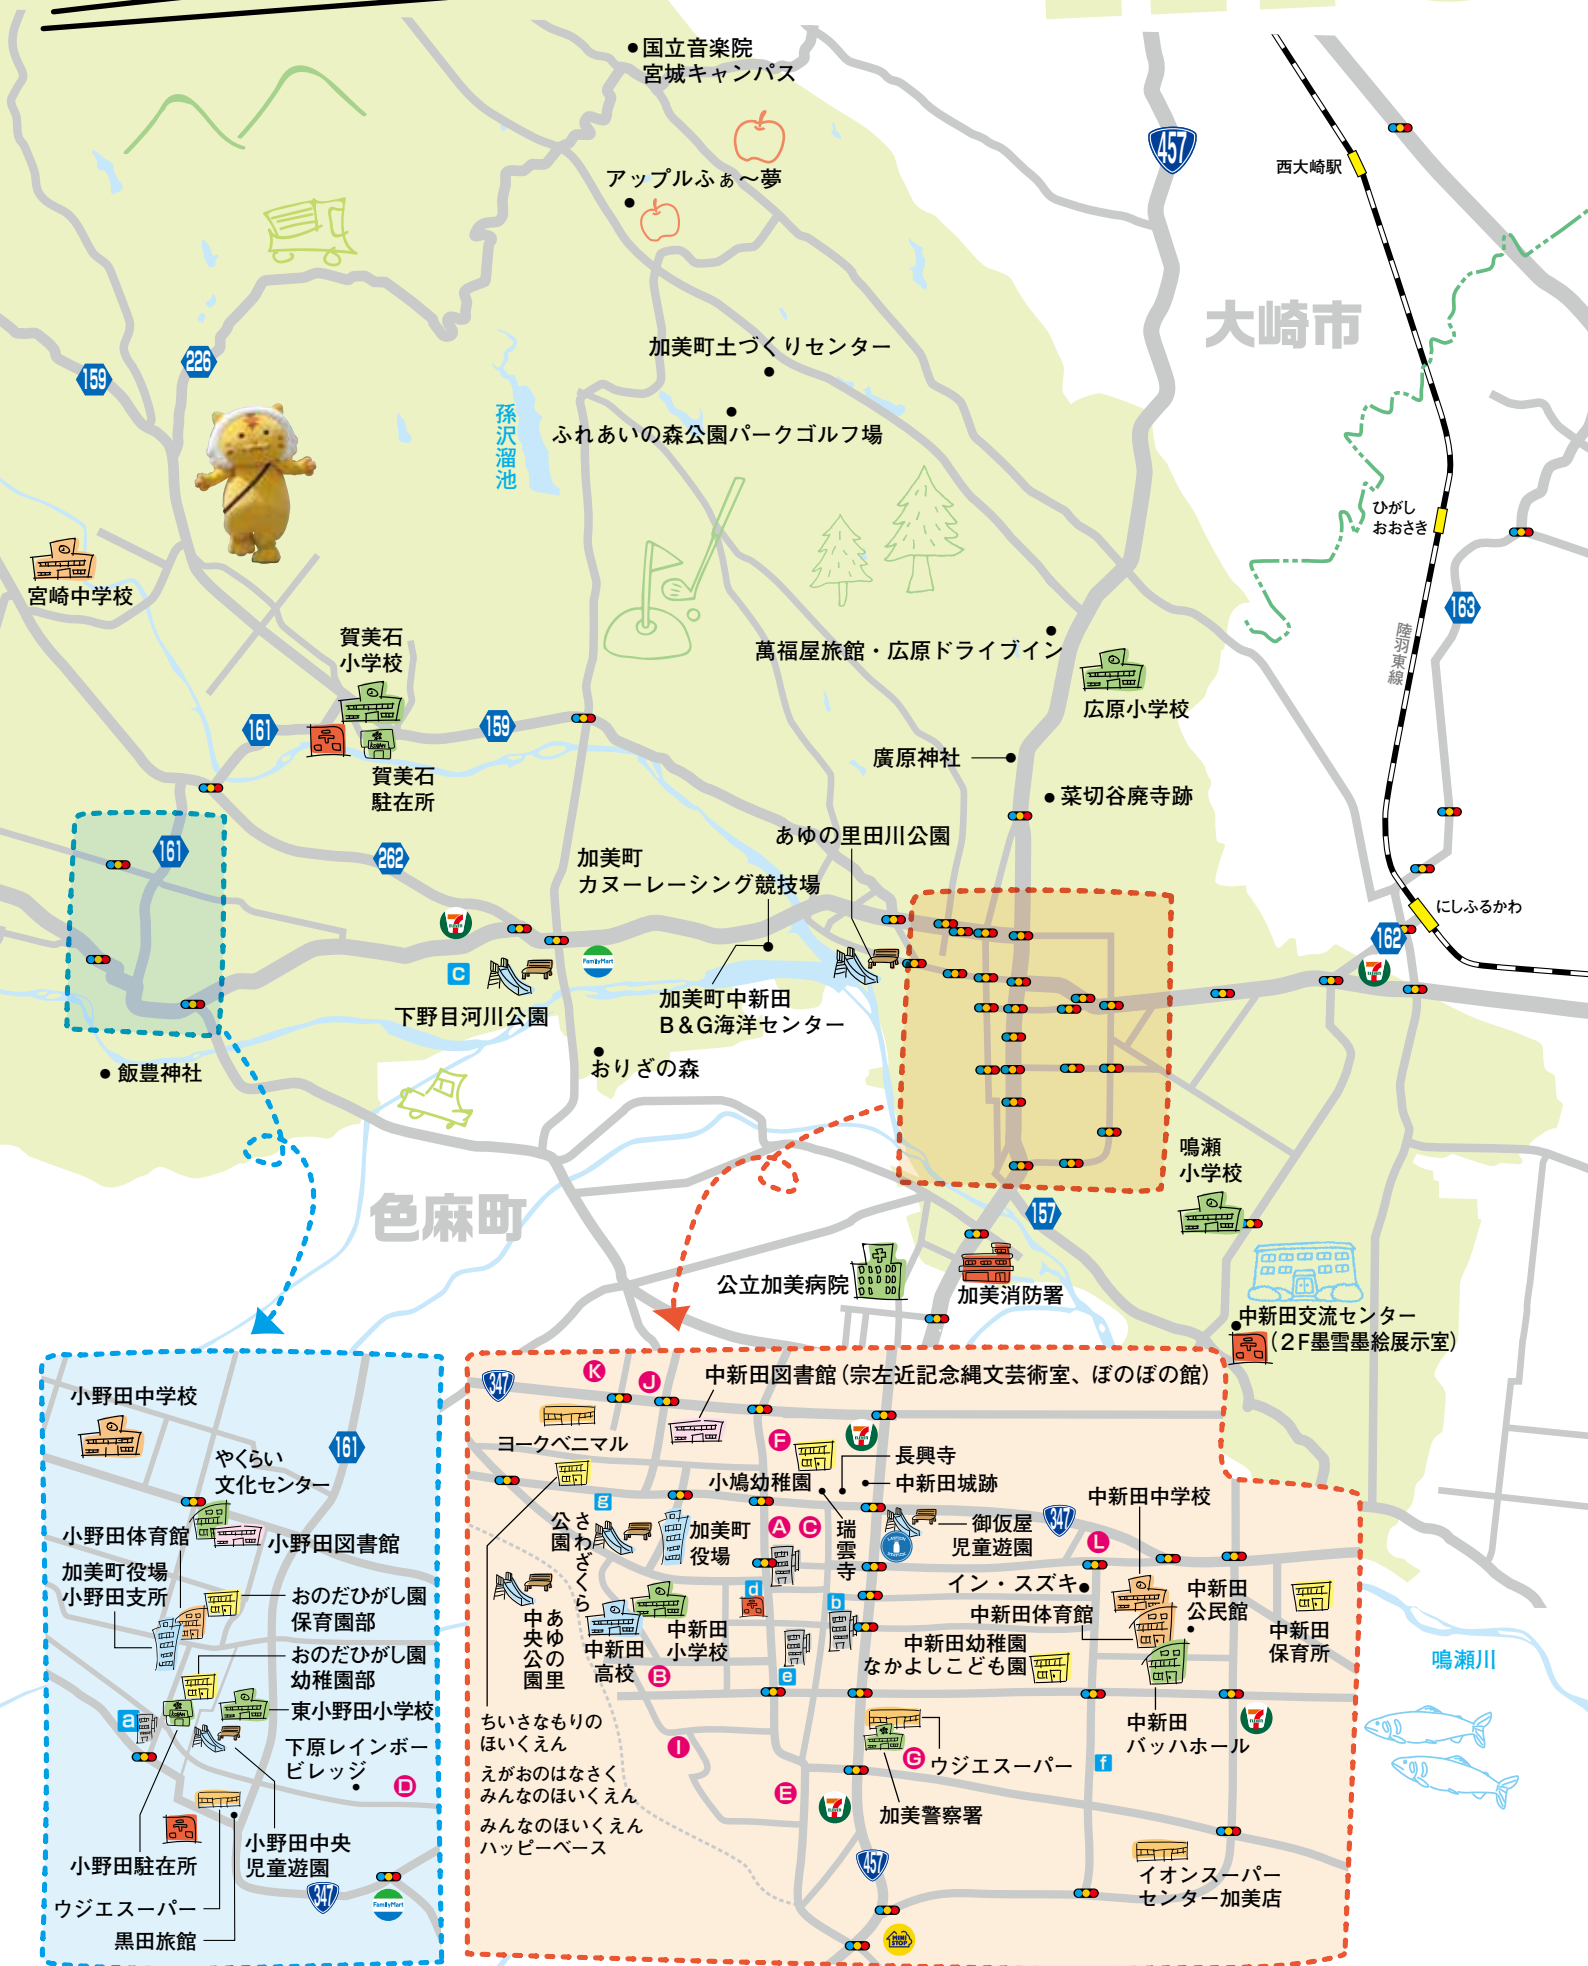 国立音楽院
宮城キャンパス
457
西大崎駅
アップルふぁ〜夢
大崎市
加美町土づくりセンター
159
226
孫沢溜池
ふれあいの森公園パークゴルフ場
ひがし
おおさき
宮崎中学校
163
陸羽東線
賀美石
小学校
萬福屋旅館・広原ドライブイン
広原小学校
161
159
KOBAN
賀美石
駐在所
廣原神社
菜切谷廃寺跡
161
262
あゆの里田川公園
加美町
カヌーレーシング競技場
にしふるかわ
162
7
ELEVEN
C
FamilyMart
7
ELEVEN
下野目河川公園
加美町中新田
B&G海洋センター
飯豊神社
おりざの森
鳴瀬
小学校
色麻町
157
公立加美病院
加美消防署
中新田交流センター
(2F墨雪墨絵展示室)
小野田中学校
161
やくらい
文化センター
小野田体育館
小野田図書館
加美町役場
小野田支所
おのだひがし園
保育園部
おのだひがし園
幼稚園部
東小野田小学校
a
KOBAN
下原レインボー
ビレッジ
D
小野田中央
児童遊園
小野田駐在所
ウジエスーパー
黒田旅館
347
FamilyMart
347
K
J
中新田図書館(宗左近記念縄文芸術室、ぽのぽの館)
ヨークベニマル
F
7
ELEVEN
長興寺
小鳩幼稚園
中新田城跡
中新田中学校
g
さわざくら
公園
加美町
役場
A
C
瑞雲寺
御仮屋
児童遊園
347
L
イン・スズキ
中新田
公民館
d
b
中新田体育館
あゆの里
中央公園
中新田
高校
中新田
小学校
中新田幼稚園
なかよしこども園
中新田
保育所
鳴瀬川
B
e
ちいさなもりの
ほいくえん
えがおのはなさく
みんなのほいくえん
みんなのほいくえん
ハッピーベース
I
G
ウジエスーパー
中新田
バッハホール
7
ELEVEN
f
E
7
ELEVEN
加美警察署
457
イオンスーパー
センター加美店
MINI
STOP